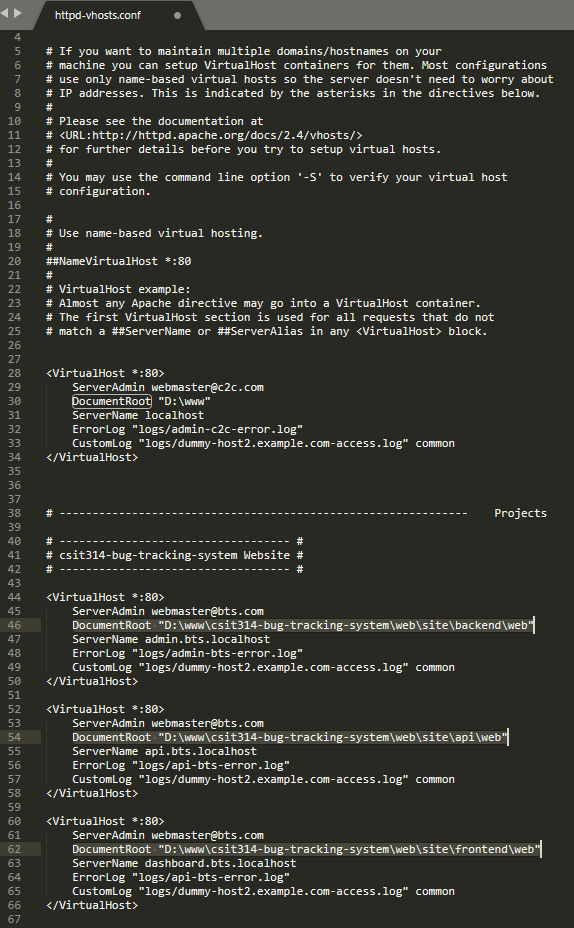 httpd-vhosts.conf
4
5 # If you want to maintain multiple domains/hostnames on your
6 # machine you can setup VirtualHost containers for them. Most configurations
7 # use only name-based virtual hosts so the server doesn't need to worry about
8 # IP addresses. This is indicated by the asterisks in the directives below.
9 #
10 # Please see the documentation at
11 # <URL:http://httpd.apache.org/docs/2.4/vhosts/>
12 # for further details before you try to setup virtual hosts.
13 #
14 # You may use the command line option '-S' to verify your virtual host
15 # configuration.
16
17 #
18 # Use name-based virtual hosting.
19 #
20 ##NameVirtualHost *:80
21 #
22 # VirtualHost example:
23 # Almost any Apache directive may go into a VirtualHost container.
24 # The first VirtualHost section is used for all requests that do not
25 # match a ##ServerName or ##ServerAlias in any <VirtualHost> block.
26
27
28 <VirtualHost *:80>
29 ServerAdmin webmaster@c2c.com
30 DocumentRoot "D:\www"
31 ServerName localhost
32 ErrorLog "logs/admin-c2c-error.log"
33 CustomLog "logs/dummy-host2.example.com-access.log" common
34 </VirtualHost>
35
36
37
38 # -------------------------------------------------------------- Projects
39
40 # ----------------------------------- #
41 # csit314-bug-tracking-system Website #
42 # ----------------------------------- #
43
44 <VirtualHost *:80>
45 ServerAdmin webmaster@bts.com
46 DocumentRoot "D:\www\csit314-bug-tracking-system\web\site\backend\web"
47 ServerName admin.bts.localhost
48 ErrorLog "logs/admin-bts-error.log"
49 CustomLog "logs/dummy-host2.example.com-access.log" common
50 </VirtualHost>
51
52 <VirtualHost *:80>
53 ServerAdmin webmaster@bts.com
54 DocumentRoot "D:\www\csit314-bug-tracking-system\web\site\api\web"
55 ServerName api.bts.localhost
56 ErrorLog "logs/api-bts-error.log"
57 CustomLog "logs/dummy-host2.example.com-access.log" common
58 </VirtualHost>
59
60 <VirtualHost *:80>
61 ServerAdmin webmaster@bts.com
62 DocumentRoot "D:\www\csit314-bug-tracking-system\web\site\frontend\web"
63 ServerName dashboard.bts.localhost
64 ErrorLog "logs/api-bts-error.log"
65 CustomLog "logs/dummy-host2.example.com-access.log" common
66 </VirtualHost>
67